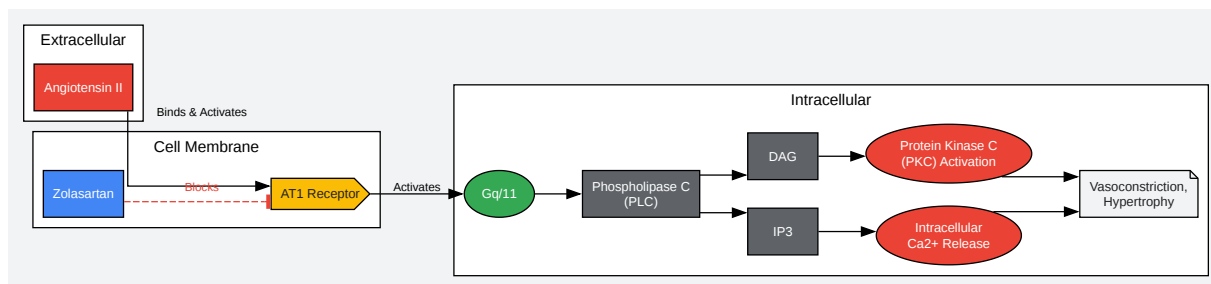 Extracellular
Angiotensin II
Binds & Activates
Cell Membrane
Zolasartan
Blocks
AT1 Receptor
Activates
Intracellular
Gq/11
Phospholipase C
(PLC)
DAG
IP3
Protein Kinase C
(PKC) Activation
Intracellular
Ca2+ Release
Vasoconstriction,
Hypertrophy